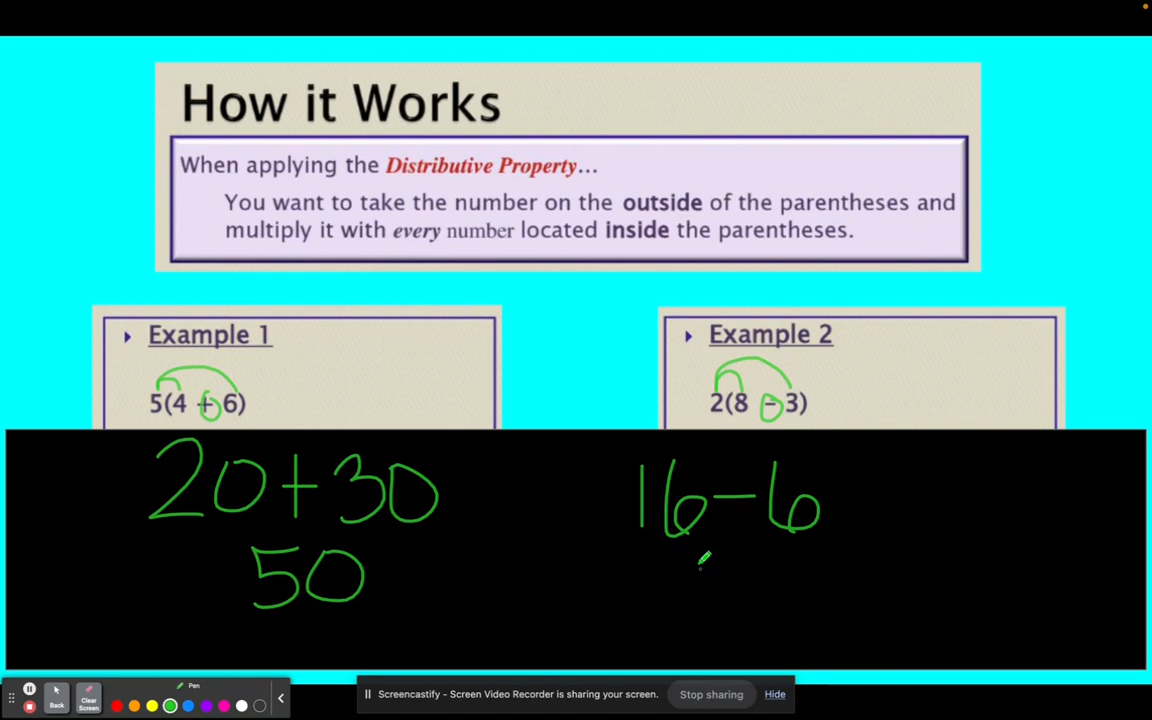 How it Works
When applying the Distributive Property...
You want to take the number on the outside of the parentheses and
multiply it with every number located inside the parentheses.
Example 1
5(4 + 6)
20+30
50
Example 2
2(8 - 3)
16-6
Pen
Back
Clear
Screen
Screencastify - Screen Video Recorder is sharing your screen.
Stop sharing
Hide